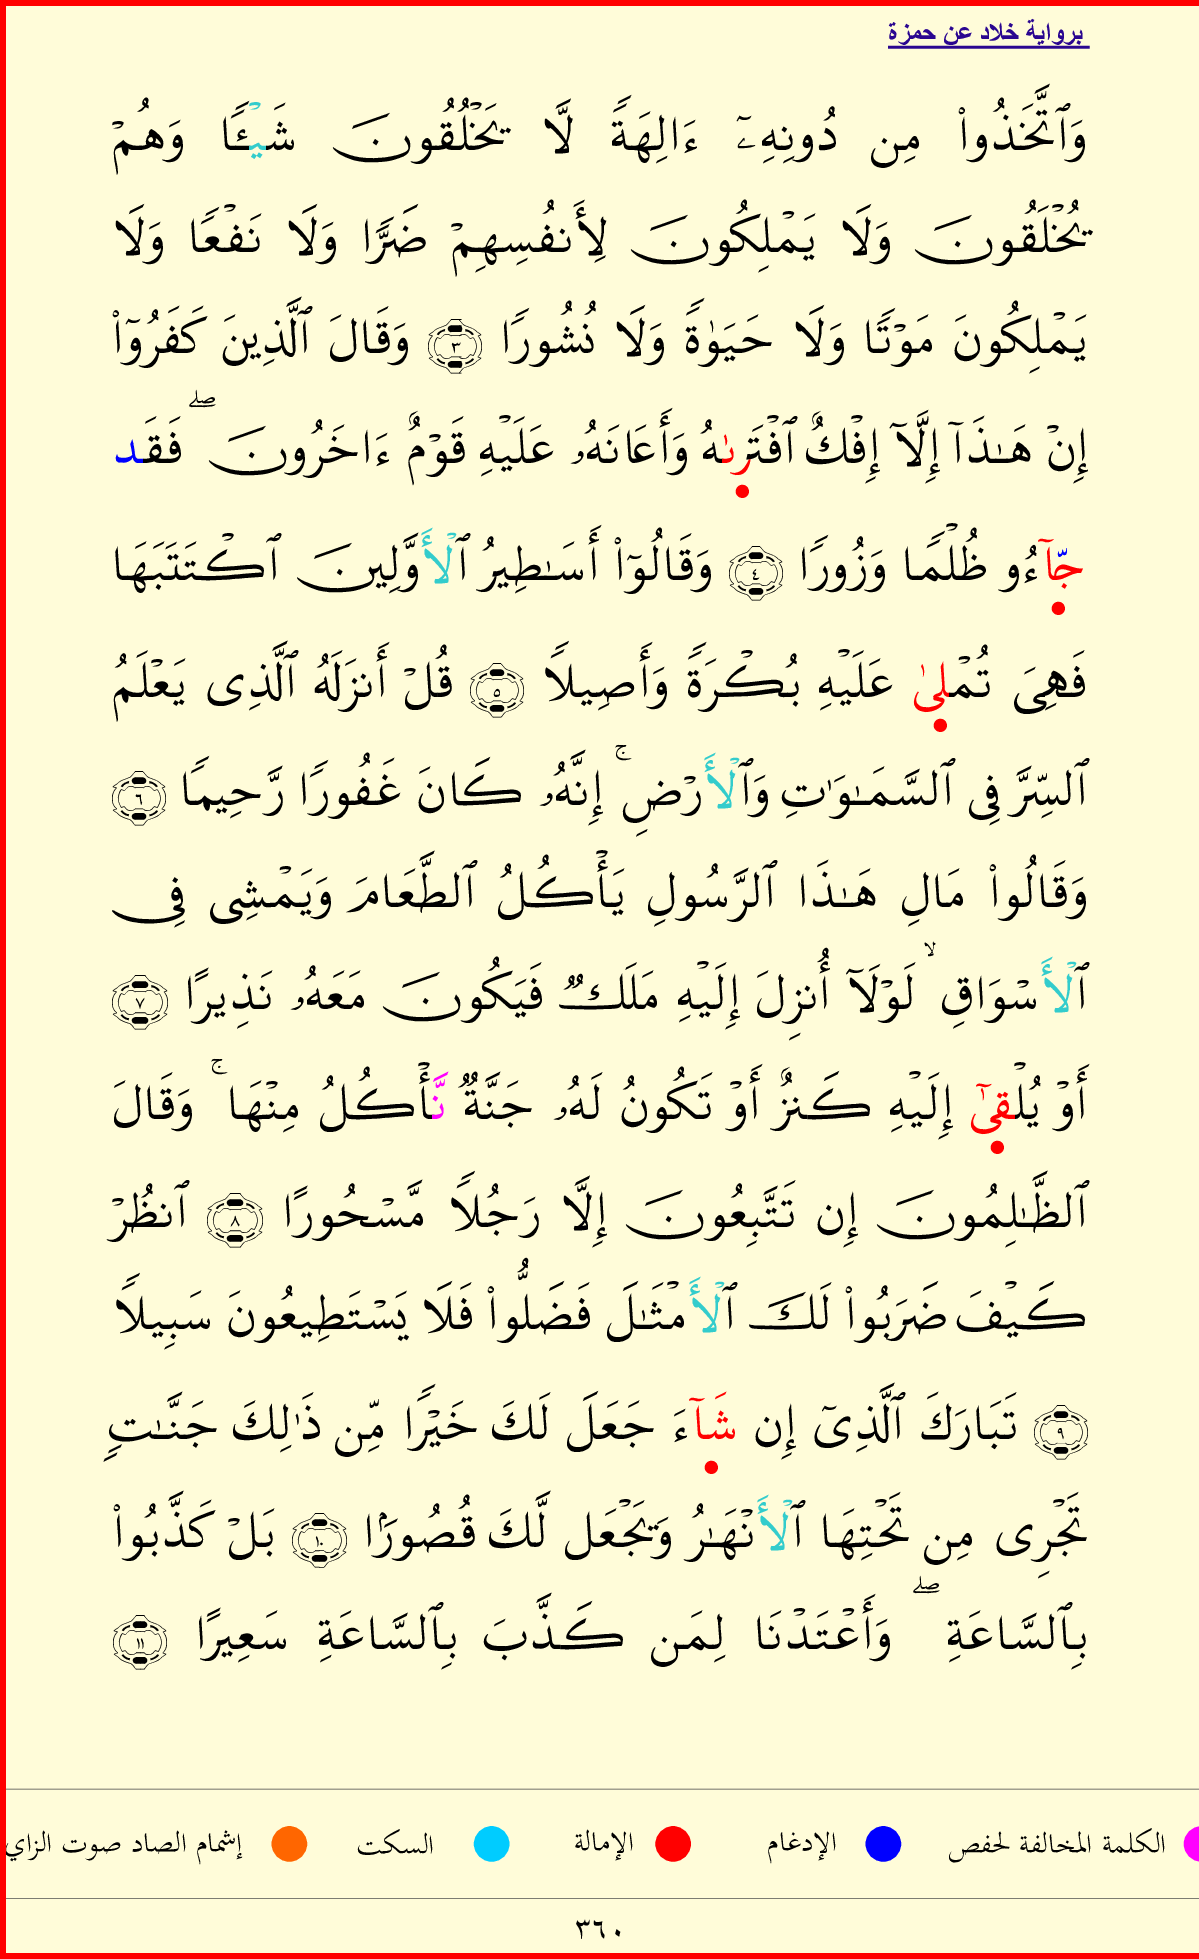 برواية خلاد عن حمزة
وَٱتَّخَذُوا۟ مِن دُونِهِۦٓ ءَالِهَةً لَّا يَخْلُقُونَ شَيْـًٔا وَهُمْ
يُخْلَقُونَ وَلَا يَمْلِكُونَ لِأَنفُسِهِمْ ضَرًّا وَلَا نَفْعًا وَلَا
يَمْلِكُونَ مَوْتًا وَلَا حَيَوٰةً وَلَا نُشُورًا ٣ وَقَالَ ٱلَّذِينَ كَفَرُوٓا۟
إِنْ هَـٰذَآ إِلَّآ إِفْكٌ ٱفْتَرىٰهُ وَأَعَانَهُۥ عَلَيْهِ قَوْمٌ ءَاخَرُونَ ۖ فَقَد
جَّآءُو ظُلْمًا وَزُورًا ٤ وَقَالُوٓا۟ أَسَـٰطِيرُ ٱلْأَوَّلِينَ ٱكْتَتَبَهَا
فَهِىَ تُمْلِىٰ عَلَيْهِ بُكْرَةً وَأَصِيلًا ٥ قُلْ أَنزَلَهُ ٱلَّذِى يَعْلَمُ
ٱلسِّرَّ فِى ٱلسَّمَـٰوَٰتِ وَٱلْأَرْضِ ۚ إِنَّهُۥ كَانَ غَفُورًا رَّحِيمًا ٦
وَقَالُوا۟ مَالِ هَـٰذَا ٱلرَّسُولِ يَأْكُلُ ٱلطَّعَامَ وَيَمْشِى فِى
ٱلْأَسْوَاقِ ۙ لَوْلَآ أُنزِلَ إِلَيْهِ مَلَكٌ فَيَكُونَ مَعَهُۥ نَذِيرًا ٧
أَوْ يُلْقِىٰٓ إِلَيْهِ كَنزٌ أَوْ تَكُونُ لَهُۥ جَنَّةٌ نَّأْكُلُ مِنْهَا ۚ وَقَالَ
ٱلظَّـٰلِمُونَ إِن تَتَّبِعُونَ إِلَّا رَجُلًا مَّسْحُورًا ٨ ٱنظُرْ
كَيْفَ ضَرَبُوا۟ لَكَ ٱلْأَمْثَـٰلَ فَضَلُّوا۟ فَلَا يَسْتَطِيعُونَ سَبِيلًا
٩ تَبَارَكَ ٱلَّذِىٓ إِن شَآءَ جَعَلَ لَكَ خَيْرًا مِّن ذَٰلِكَ جَنَّـٰتٍ
تَجْرِى مِن تَحْتِهَا ٱلْأَنْهَـٰرُ وَيَجْعَل لَّكَ قُصُورًۢا ١٠ بَلْ كَذَّبُوا۟
بِٱلسَّاعَةِ ۖ وَأَعْتَدْنَا لِمَن كَذَّبَ بِٱلسَّاعَةِ سَعِيرًا ١١
الكلمة المخالفة لحفص الإدغام الإمالة السكت إشمام الصاد صوت الزاي
٣٦٠